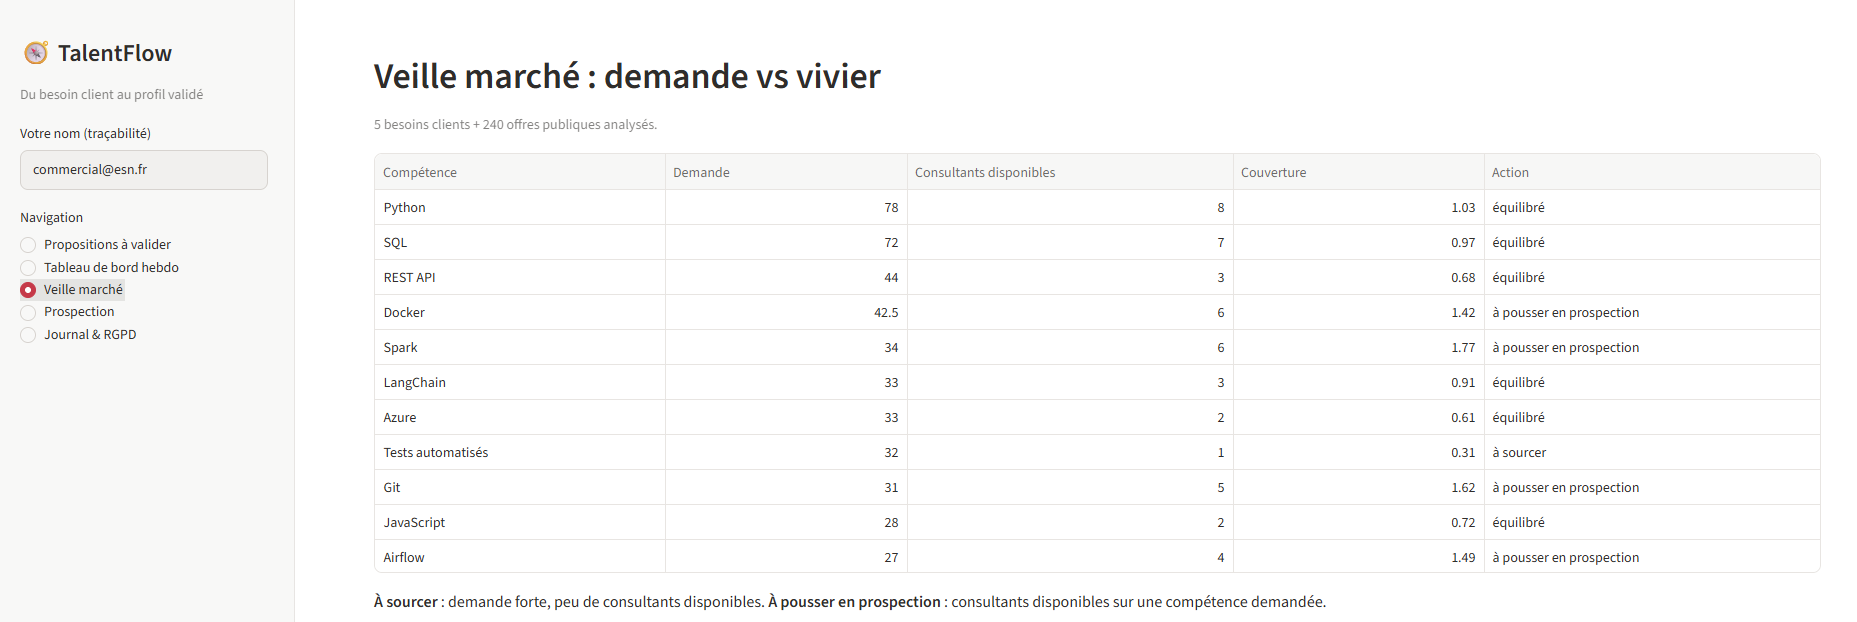 TalentFlow
Du besoin client au profil validé
Votre nom (traçabilité)
commercial@esn.fr
Navigation
Propositions à valider
Tableau de bord hebdo
Veille marché
Prospection
Journal & RGPD
Veille marché : demande vs vivier
5 besoins clients + 240 offres publiques analysés.
Compétence Demande Consultants disponibles Couverture Action
Python 78 8 1.03 équilibré
SQL 72 7 0.97 équilibré
REST API 44 3 0.68 équilibré
Docker 42.5 6 1.42 à pousser en prospection
Spark 34 6 1.77 à pousser en prospection
LangChain 33 3 0.91 équilibré
Azure 33 2 0.61 équilibré
Tests automatisés 32 1 0.31 à sourcer
Git 31 5 1.62 à pousser en prospection
JavaScript 28 2 0.72 équilibré
Airflow 27 4 1.49 à pousser en prospection
À sourcer : demande forte, peu de consultants disponibles. À pousser en prospection : consultants disponibles sur une compétence demandée.